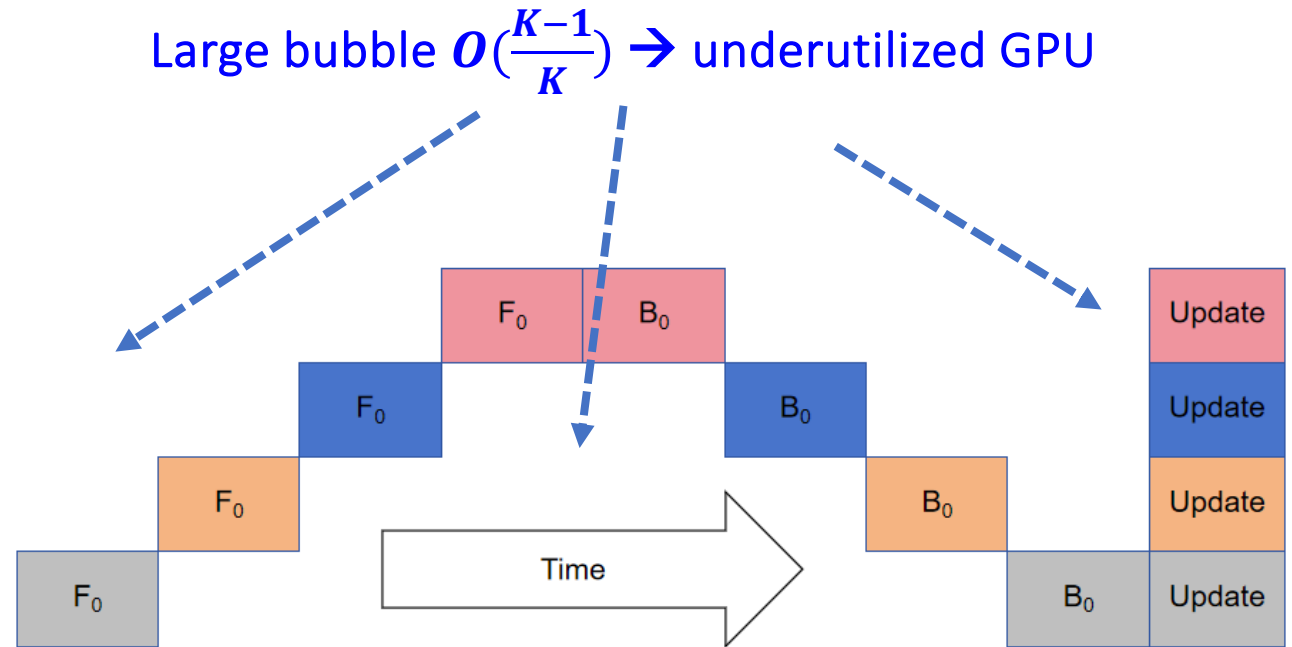 Large bubble O(K−1/K) → underutilized GPU
F₀ B₀ Update
F₀ B₀ Update
F₀ B₀ Update
Time
F₀ B₀ Update